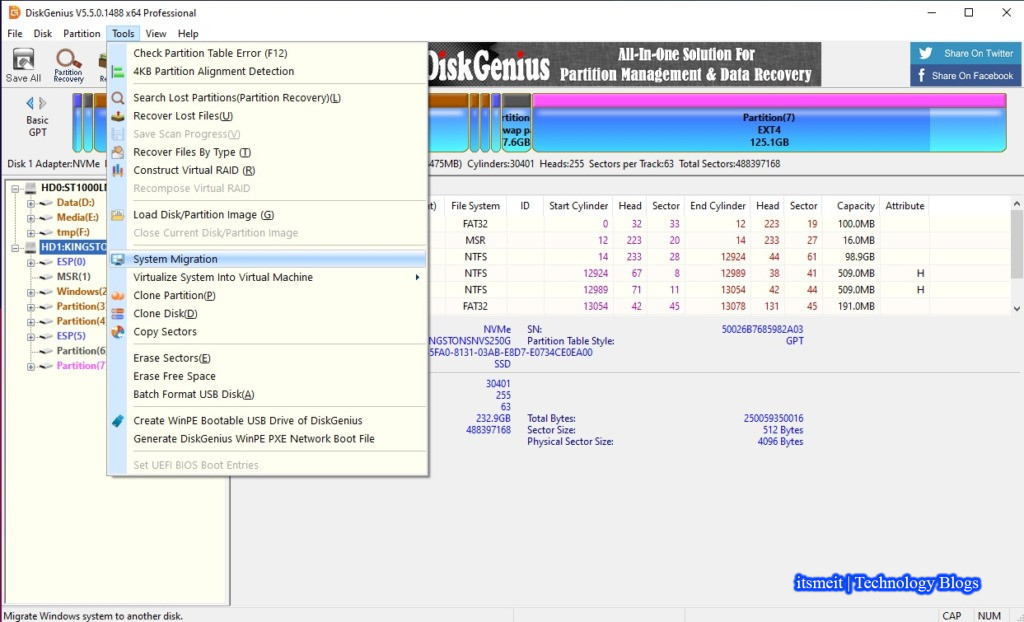 DiskGenius V5.5.0.1488 x64 Professional
File Disk Partition Tools View Help
Save All
Partition
Recovery
DiskGenius
All-In-One Solution For
Partition Management & Data Recovery
Share On Twitter
Share On Facebook
Basic
GPT
Partition(7)
EXT4
125.1GB
7.6GB
Disk 1 Adapter:NVMe
475MB) Cylinders:30401 Heads:255 Sectors per Track:63 Total Sectors:488397168
HD0:ST1000L
Data(D:)
Media(E:)
tmp(F:)
HD1:KINGSTO
ESP(0)
MSR(1)
Windows(2
Partition(3
Partition(4
ESP(5)
Partition(6
Partition(7
Check Partition Table Error (F12)
4KB Partition Alignment Detection
Search Lost Partitions(Partition Recovery)(L)
Recover Lost Files(U)
Save Scan Progress(V)
Recover Files By Type (T)
Construct Virtual RAID (R)
Recompose Virtual RAID
Load Disk/Partition Image (G)
Close Current Disk/Partition Image
System Migration
Virtualize System Into Virtual Machine
Clone Partition(P)
Clone Disk(D)
Copy Sectors
Erase Sectors(E)
Erase Free Space
Batch Format USB Disk(A)
Create WinPE Bootable USB Drive of DiskGenius
Generate DiskGenius WinPE PXE Network Boot File
Set UEFI BIOS Boot Entries
File System ID Start Cylinder Head Sector End Cylinder Head Sector Capacity Attribute
FAT32 0 32 33 12 223 19 100.0MB
MSR 12 223 20 14 233 27 16.0MB
NTFS 14 233 28 12924 44 61 98.9GB
NTFS 12924 67 8 12989 38 41 509.0MB H
NTFS 12989 71 11 13054 42 44 509.0MB H
FAT32 13054 42 45 13078 131 45 191.0MB
NVMe SN: 50026B7685982A03
NGSTONSNVS250G Partition Table Style: GPT
5FA0-8131-03AB-E8D7-E0734CE0EA00
SSD
30401
255
63
232.9GB Total Bytes: 250059350016
488397168 Sector Size: 512 Bytes
Physical Sector Size: 4096 Bytes
itsmeit | Technology Blogs
Migrate Windows system to another disk.
CAP NUM